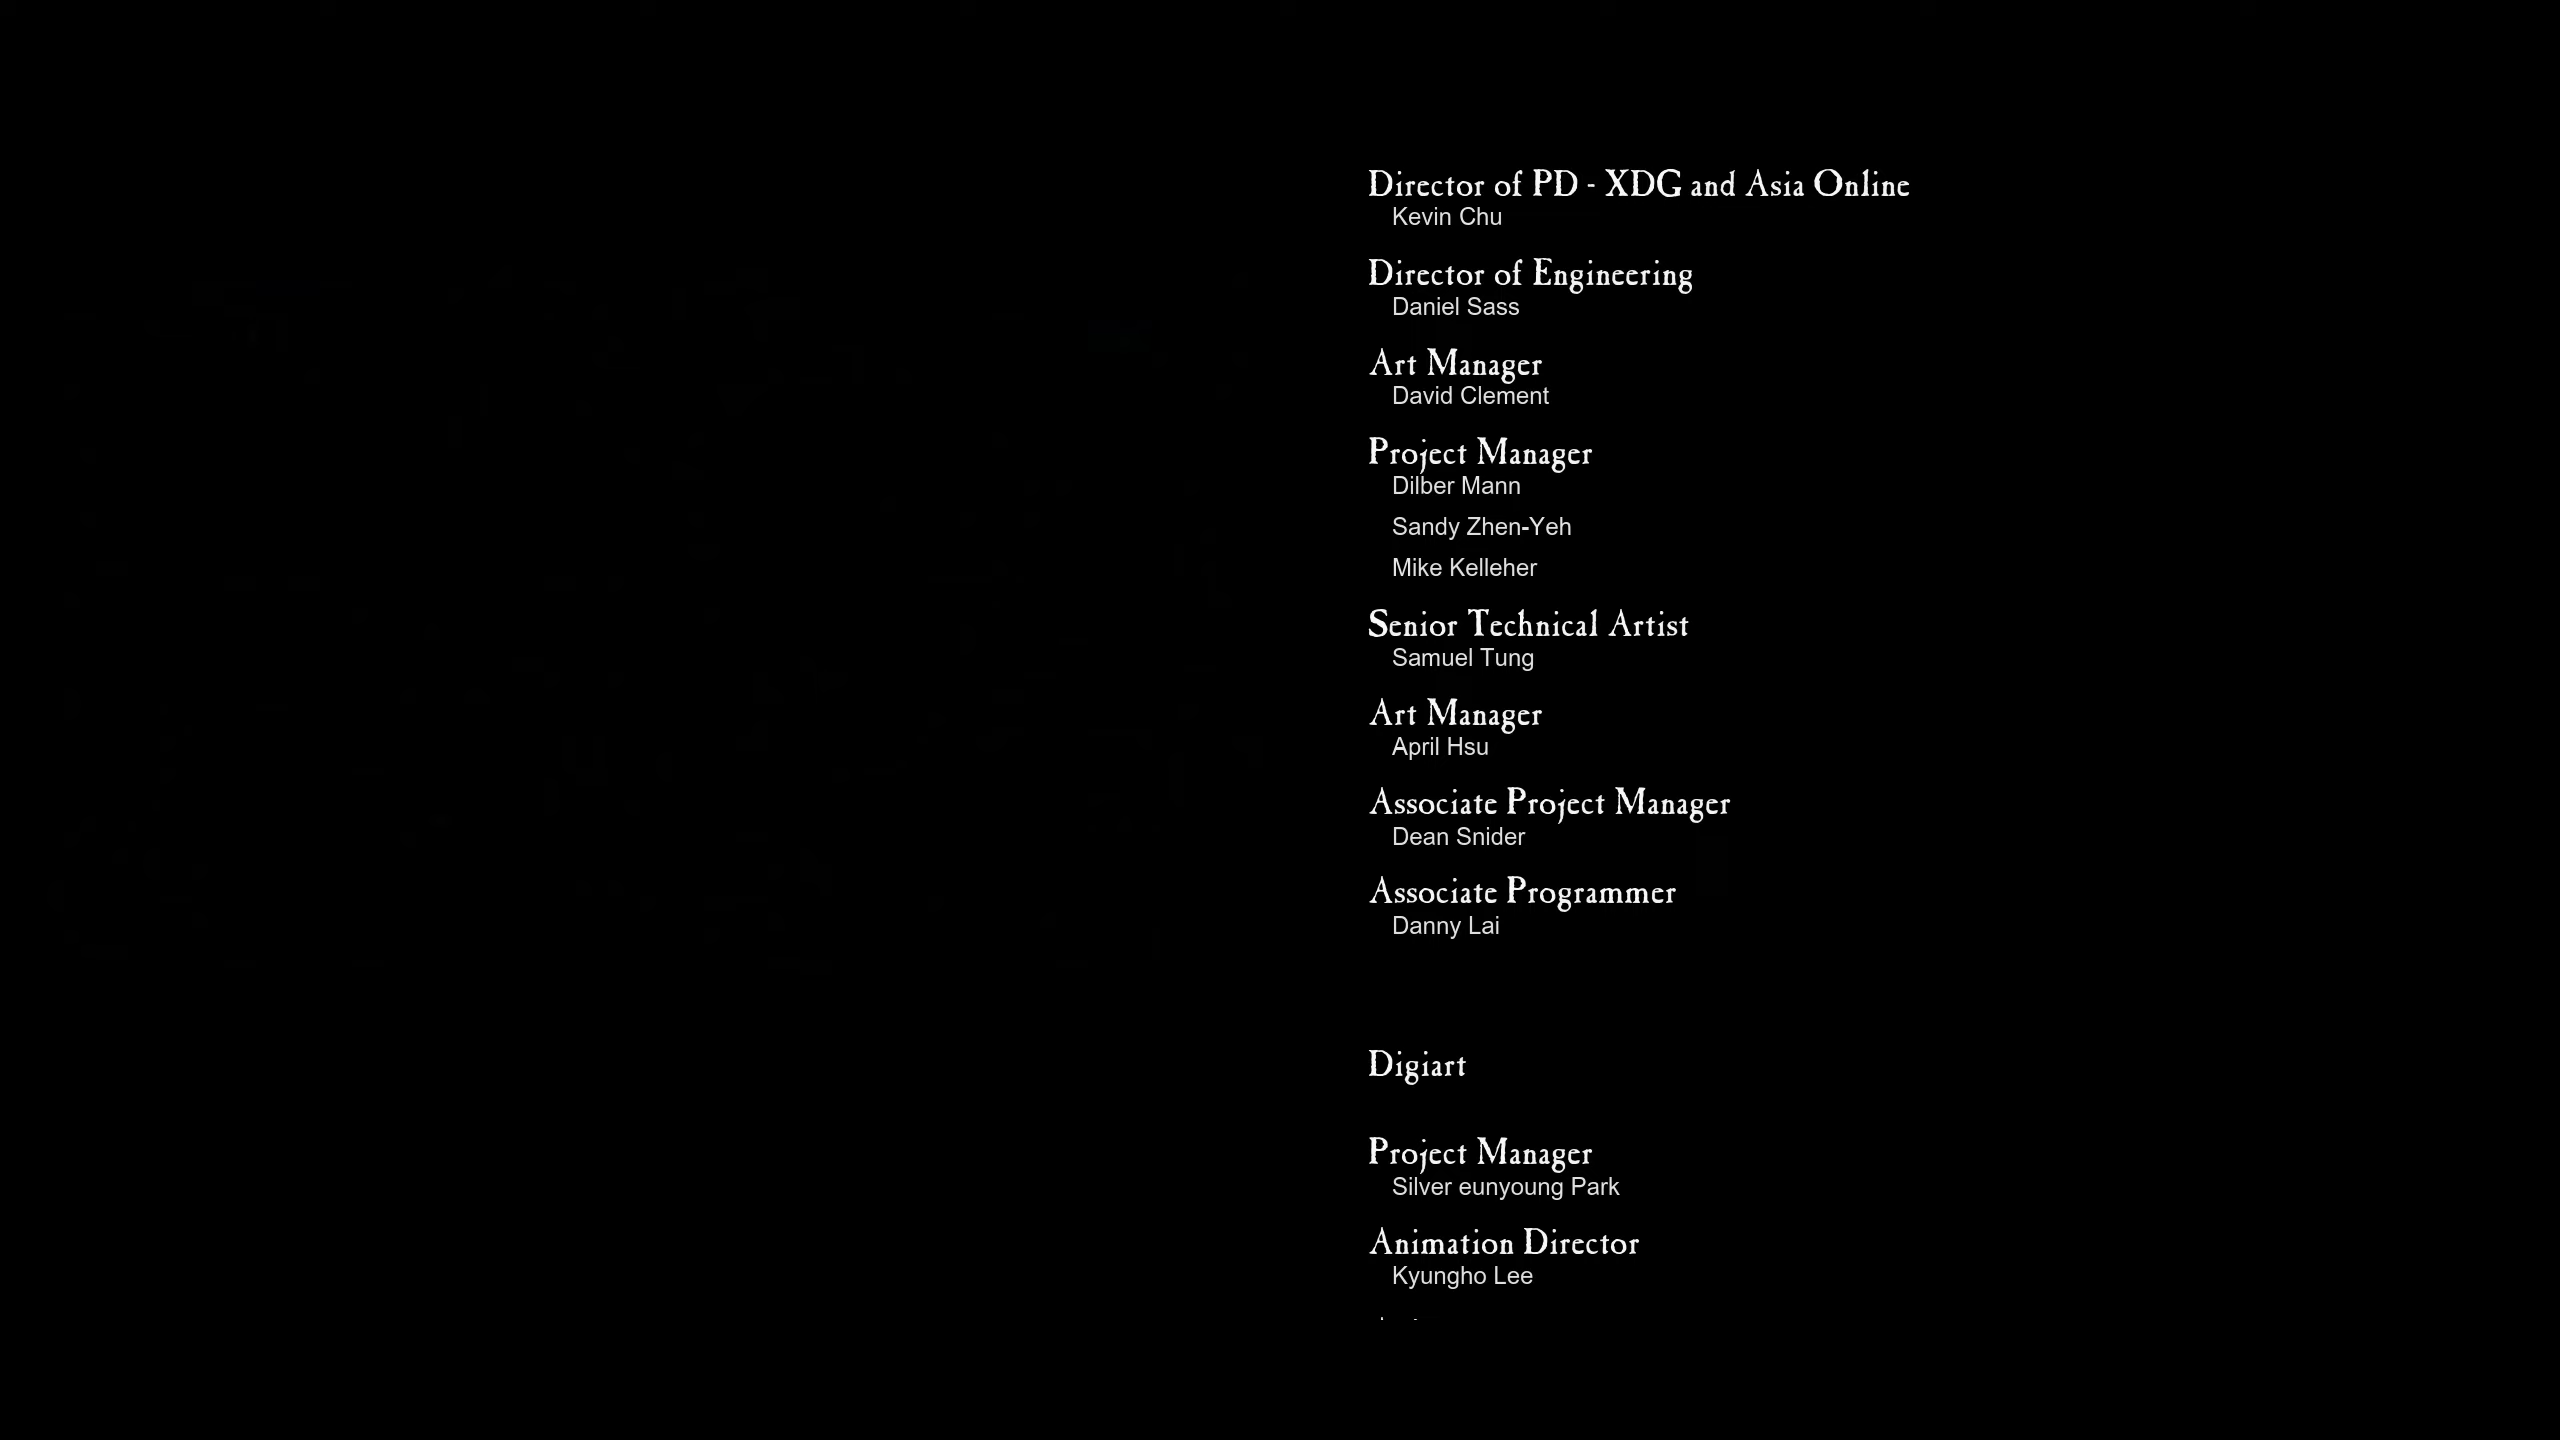 Director of PD - XDG and Asia Online
Kevin Chu
Director of Engineering
Daniel Sass
Art Manager
David Clement
Project Manager
Dilber Mann
Sandy Zhen-Yeh
Mike Kelleher
Senior Technical Artist
Samuel Tung
Art Manager
April Hsu
Associate Project Manager
Dean Snider
Associate Programmer
Danny Lai
Digiart
Project Manager
Silver eunyoung Park
Animation Director
Kyungho Lee